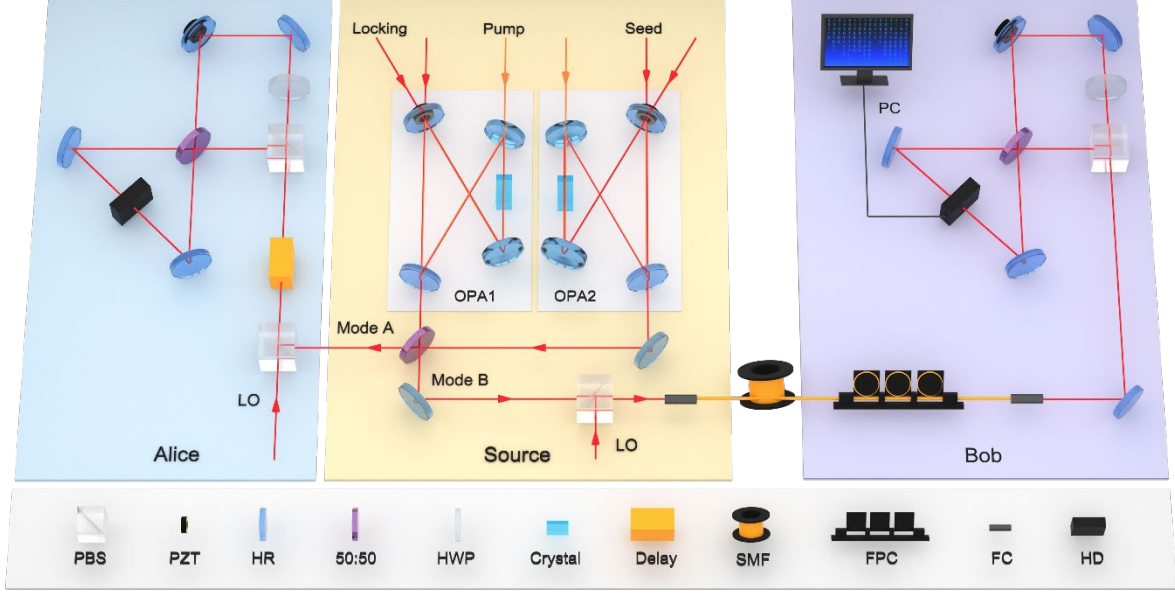 Locking
Pump
Seed
PC
OPA1
OPA2
Mode A
Mode B
LO
LO
Alice
Source
Bob
PBS
PZT
HR
50:50
HWP
Crystal
Delay
SMF
FPC
FC
HD